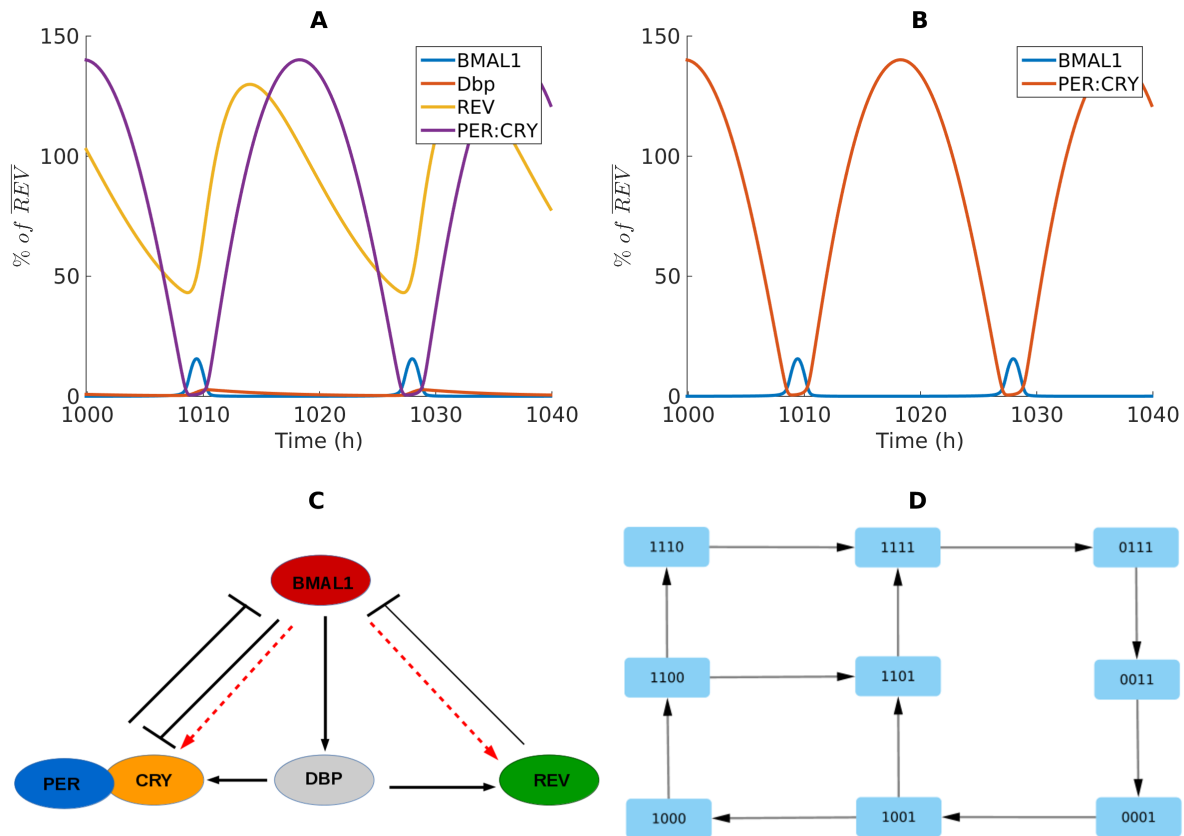 A
150
100
50
0
% of REV
1000 1010 1020 1030 1040
Time (h)
BMAL1
Dbp
REV
PER:CRY
B
150
100
50
0
% of REV
1000 1010 1020 1030 1040
Time (h)
BMAL1
PER:CRY
C
BMAL1
PER
CRY
DBP
REV
D
1110 1111 0111
1100 1101 0011
1000 1001 0001